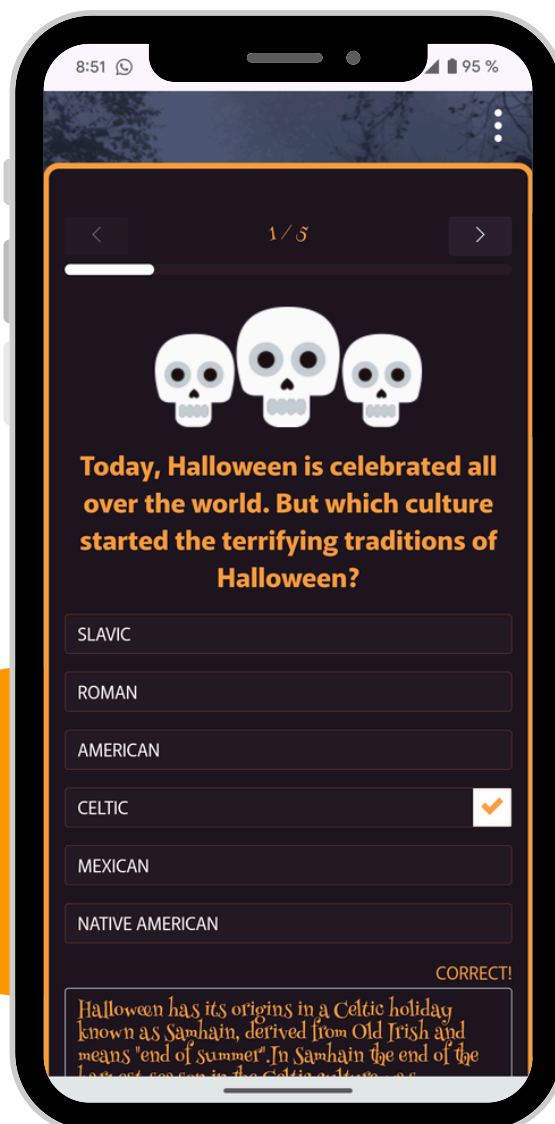 8:51 95 %
1/5
Today, Halloween is celebrated all
over the world. But which culture
started the terrifying traditions of
Halloween?
SLAVIC
ROMAN
AMERICAN
CELTIC
MEXICAN
NATIVE AMERICAN
CORRECT!
Halloween has its origins in a Celtic holiday
known as Samhain, derived from Old Irish and
means "end of summer".In Samhain the end of the